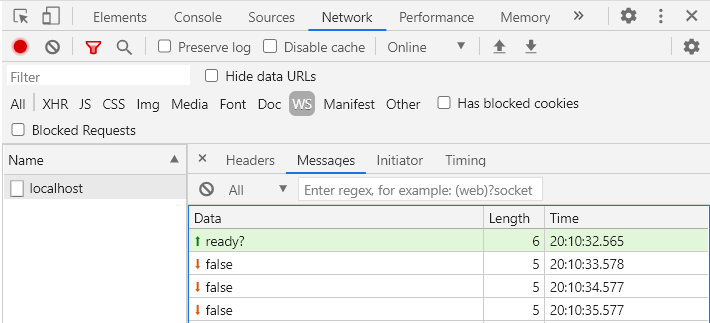 Elements Console Sources Network Performance Memory »
Preserve log Disable cache Online
Filter Hide data URLs
All XHR JS CSS Img Media Font Doc WS Manifest Other Has blocked cookies
Blocked Requests
Name
localhost
× Headers Messages Initiator Timing
All Enter regex, for example: (web)?socket
Data Length Time
ready? 6 20:10:32.565
false 5 20:10:33.578
false 5 20:10:34.577
false 5 20:10:35.577